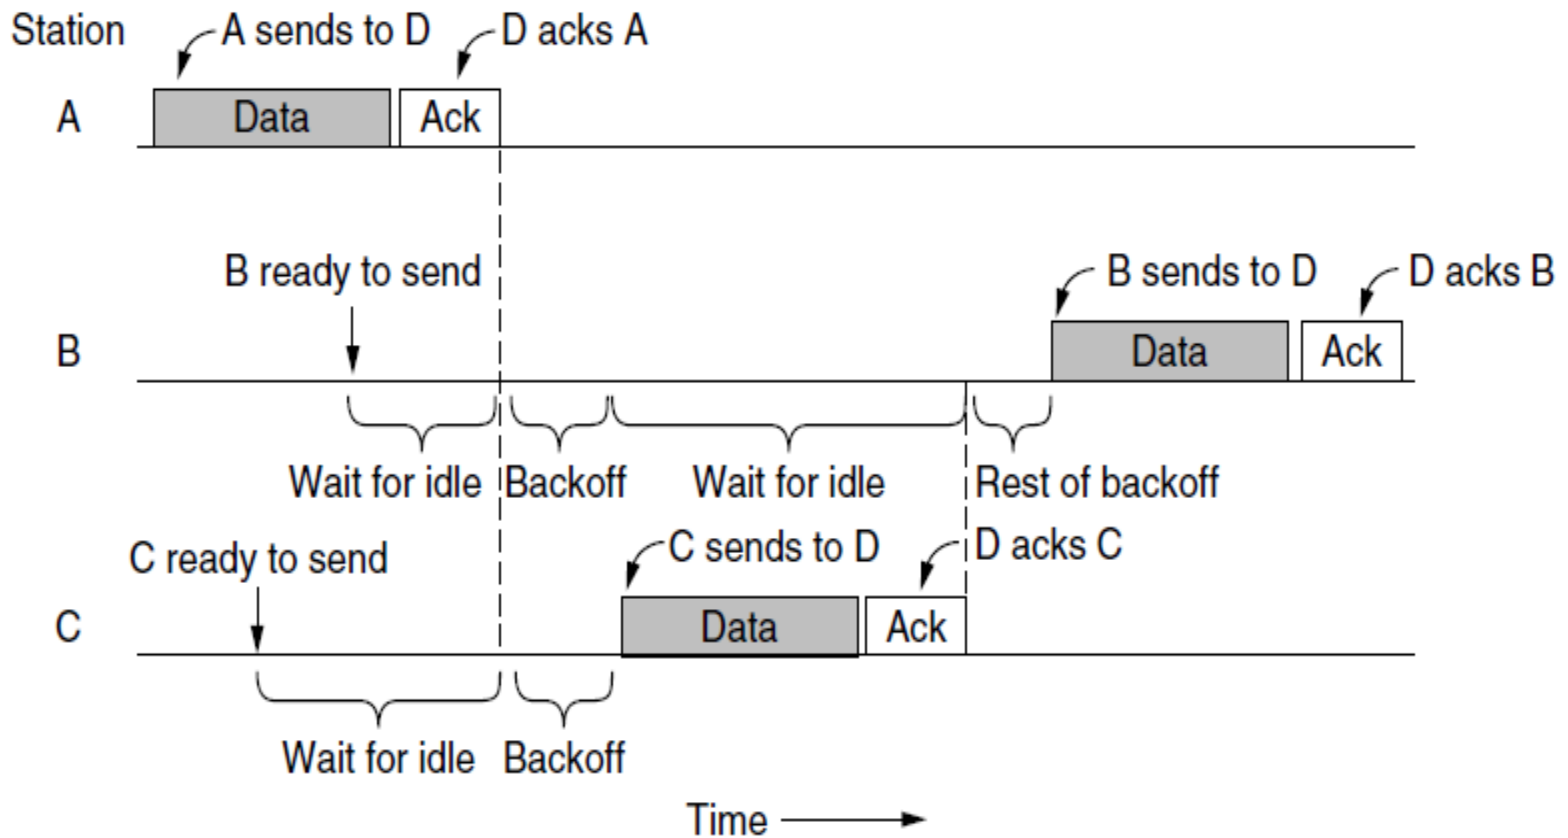 Station
A sends to D
D acks A
A
Data
Ack
B ready to send
B sends to D
D acks B
B
Data
Ack
Wait for idle
Backoff
Wait for idle
Rest of backoff
C ready to send
C sends to D
D acks C
C
Data
Ack
Wait for idle
Backoff
Time